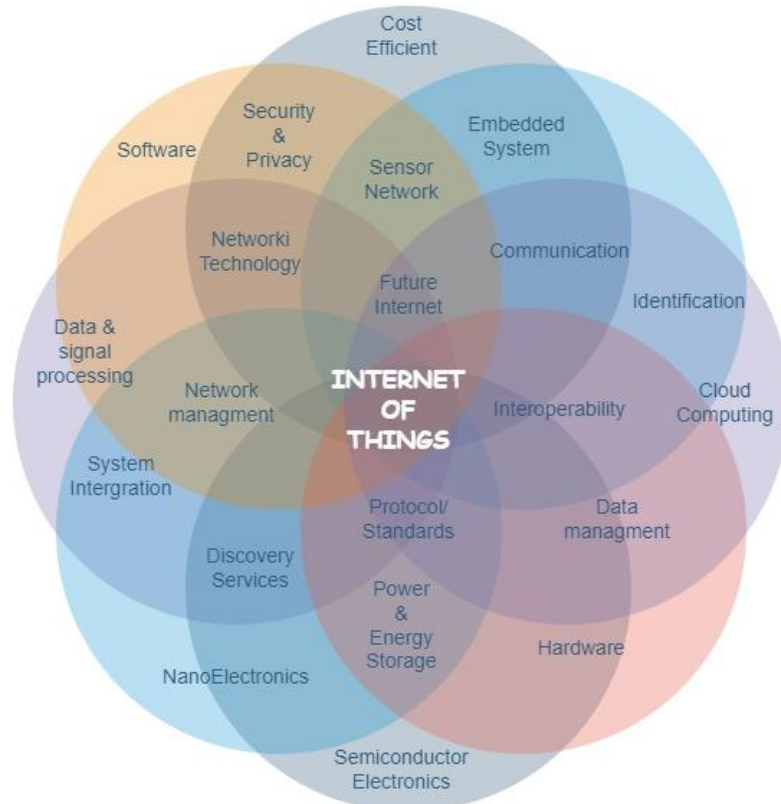 Cost
Efficient
Security
&
Privacy
Embedded
System
Software
Sensor
Network
Networki
Technology
Communication
Future
Internet
Identification
Data &
signal
processing
Network
managment
INTERNET
OF
THINGS
Interoperability
Cloud
Computing
System
Intergration
Protocol/
Standards
Data
managment
Discovery
Services
Power
&
Energy
Storage
Hardware
NanoElectronics
Semiconductor
Electronics